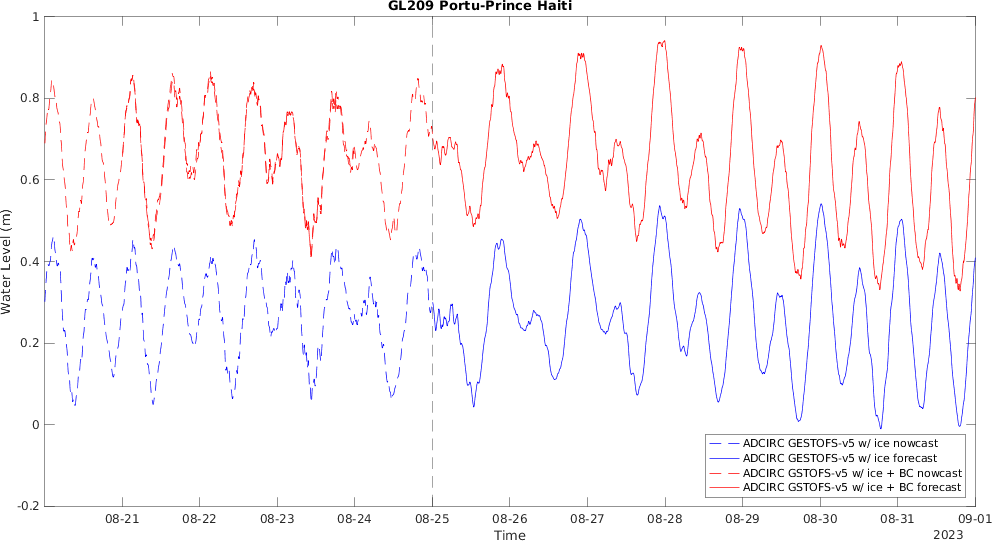 GL209 Portu-Prince Haiti
1
0.8
0.6
0.4
0.2
0
-0.2
Water Level (m)
ADCIRC GESTOFS-v5 w/ ice nowcast
ADCIRC GESTOFS-v5 w/ ice forecast
ADCIRC GSTOFS-v5 w/ ice + BC nowcast
ADCIRC GSTOFS-v5 w/ ice + BC forecast
08-21 08-22 08-23 08-24 08-25 08-26 08-27 08-28 08-29 08-30 08-31 09-01
Time
2023